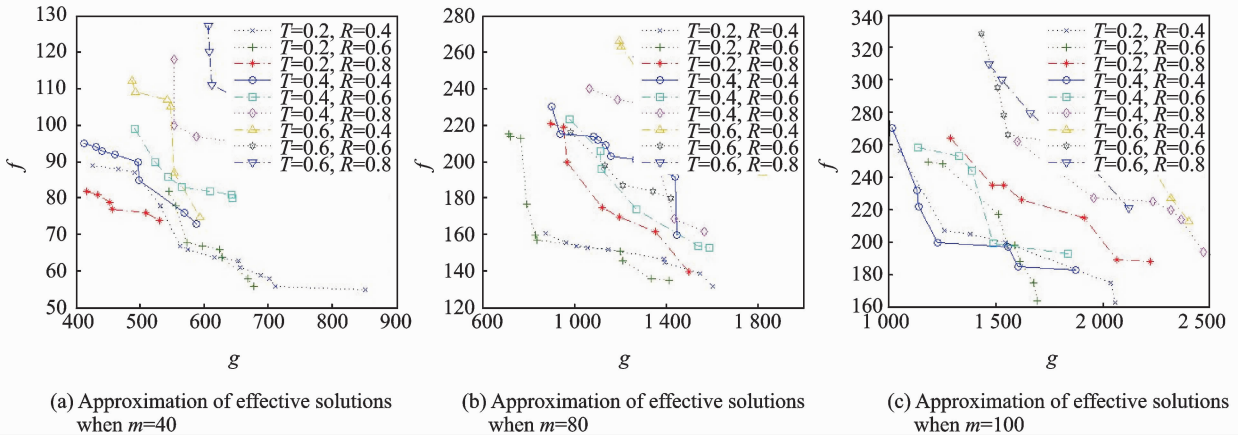 130
120
110
100
90
80
70
60
50
f
400 500 600 700 800 900
g
T=0.2, R=0.4
T=0.2, R=0.6
T=0.2, R=0.8
T=0.4, R=0.4
T=0.4, R=0.6
T=0.4, R=0.8
T=0.6, R=0.4
T=0.6, R=0.6
T=0.6, R=0.8
(a) Approximation of effective solutions
when m=40
280
260
240
220
200
180
160
140
120
f
600 1 000 1 400 1 800
g
T=0.2, R=0.4
T=0.2, R=0.6
T=0.2, R=0.8
T=0.4, R=0.4
T=0.4, R=0.6
T=0.4, R=0.8
T=0.6, R=0.4
T=0.6, R=0.6
T=0.6, R=0.8
(b) Approximation of effective solutions
when m=80
340
320
300
280
260
240
220
200
180
160
f
1 000 1 500 2 000 2 500
g
T=0.2, R=0.4
T=0.2, R=0.6
T=0.2, R=0.8
T=0.4, R=0.4
T=0.4, R=0.6
T=0.4, R=0.8
T=0.6, R=0.4
T=0.6, R=0.6
T=0.6, R=0.8
(c) Approximation of effective solutions
when m=100